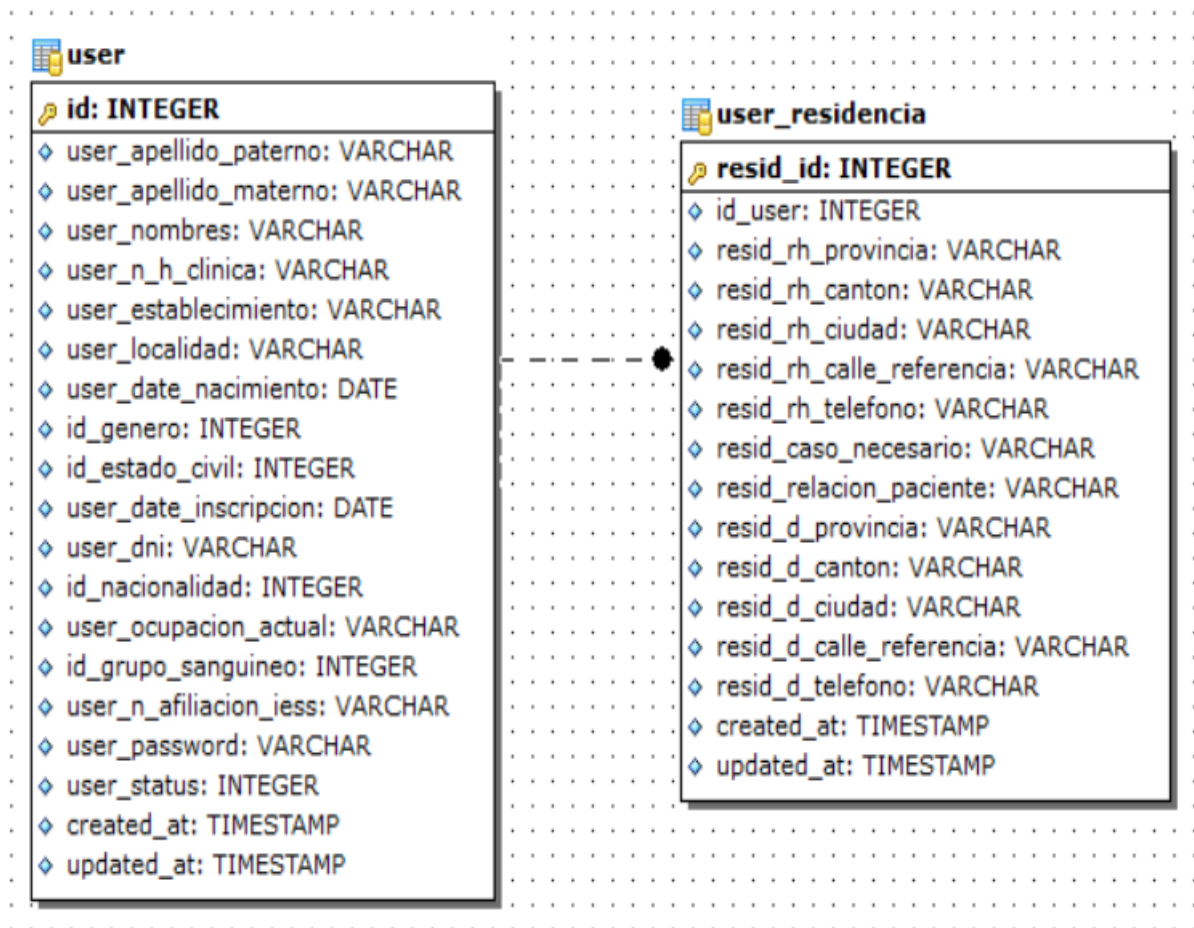 user
id: INTEGER
user_apellido_paterno: VARCHAR
user_apellido_materno: VARCHAR
user_nombres: VARCHAR
user_n_h_clinica: VARCHAR
user_establecimiento: VARCHAR
user_localidad: VARCHAR
user_date_nacimiento: DATE
id_genero: INTEGER
id_estado_civil: INTEGER
user_date_inscripcion: DATE
user_dni: VARCHAR
id_nacionalidad: INTEGER
user_ocupacion_actual: VARCHAR
id_grupo_sanguineo: INTEGER
user_n_afiliacion_iess: VARCHAR
user_password: VARCHAR
user_status: INTEGER
created_at: TIMESTAMP
updated_at: TIMESTAMP
user_residencia
resid_id: INTEGER
id_user: INTEGER
resid_rh_provincia: VARCHAR
resid_rh_canton: VARCHAR
resid_rh_ciudad: VARCHAR
resid_rh_calle_referencia: VARCHAR
resid_rh_telefono: VARCHAR
resid_caso_necesario: VARCHAR
resid_relacion_paciente: VARCHAR
resid_d_provincia: VARCHAR
resid_d_canton: VARCHAR
resid_d_ciudad: VARCHAR
resid_d_calle_referencia: VARCHAR
resid_d_telefono: VARCHAR
created_at: TIMESTAMP
updated_at: TIMESTAMP